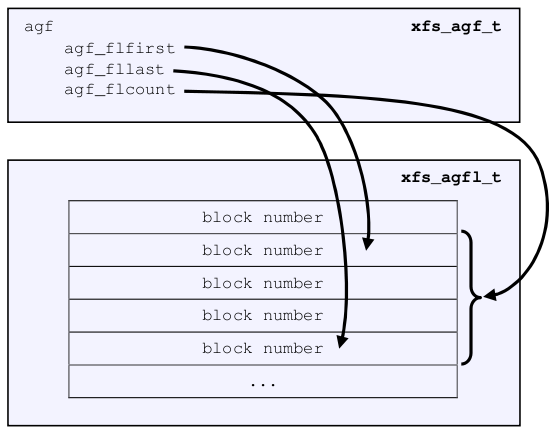 agf xfs_agf_t
agf_flfirst
agf_fllast
agf_flcount
xfs_agfl_t
block number
block number
block number
block number
block number
...